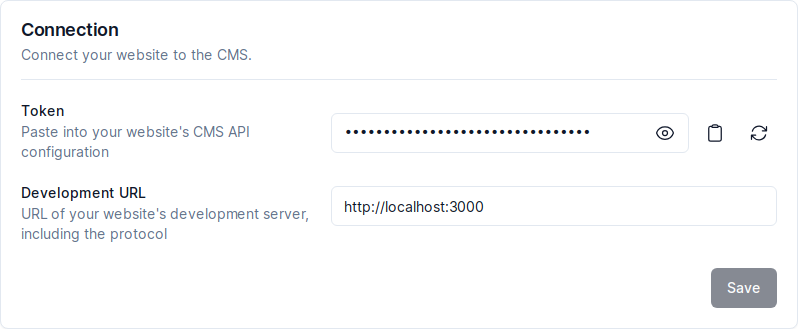 Connection
Connect your website to the CMS.
Token
Paste into your website's CMS API
configuration
••••••••••••••••••••••••••••••••
Development URL
URL of your website's development server,
including the protocol
http://localhost:3000
Save